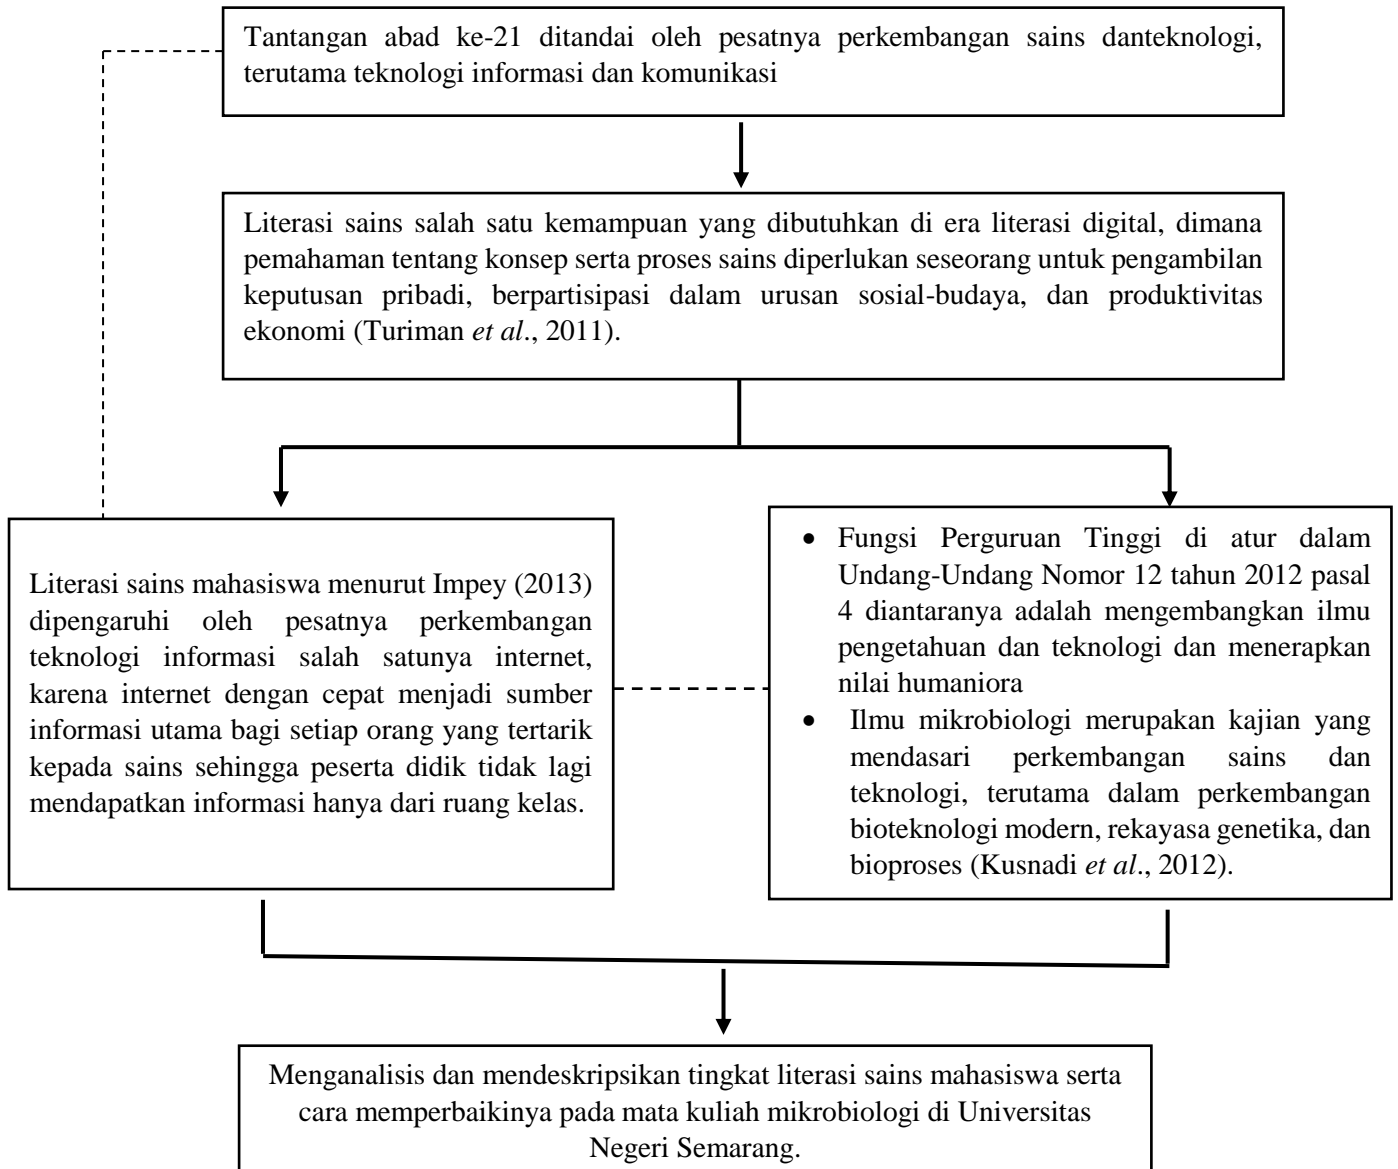 Tantangan abad ke-21 ditandai oleh pesatnya perkembangan sains danteknologi,
terutama teknologi informasi dan komunikasi
Literasi sains salah satu kemampuan yang dibutuhkan di era literasi digital, dimana
pemahaman tentang konsep serta proses sains diperlukan seseorang untuk pengambilan
keputusan pribadi, berpartisipasi dalam urusan sosial-budaya, dan produktivitas
ekonomi (Turiman et al., 2011).
Literasi sains mahasiswa menurut Impey (2013)
dipengaruhi oleh pesatnya perkembangan
teknologi informasi salah satunya internet,
karena internet dengan cepat menjadi sumber
informasi utama bagi setiap orang yang tertarik
kepada sains sehingga peserta didik tidak lagi
mendapatkan informasi hanya dari ruang kelas.
• Fungsi Perguruan Tinggi di atur dalam
Undang-Undang Nomor 12 tahun 2012 pasal
4 diantaranya adalah mengembangkan ilmu
pengetahuan dan teknologi dan menerapkan
nilai humaniora
• Ilmu mikrobiologi merupakan kajian yang
mendasari perkembangan sains dan
teknologi, terutama dalam perkembangan
bioteknologi modern, rekayasa genetika, dan
bioproses (Kusnadi et al., 2012).
Menganalisis dan mendeskripsikan tingkat literasi sains mahasiswa serta
cara memperbaikinya pada mata kuliah mikrobiologi di Universitas
Negeri Semarang.